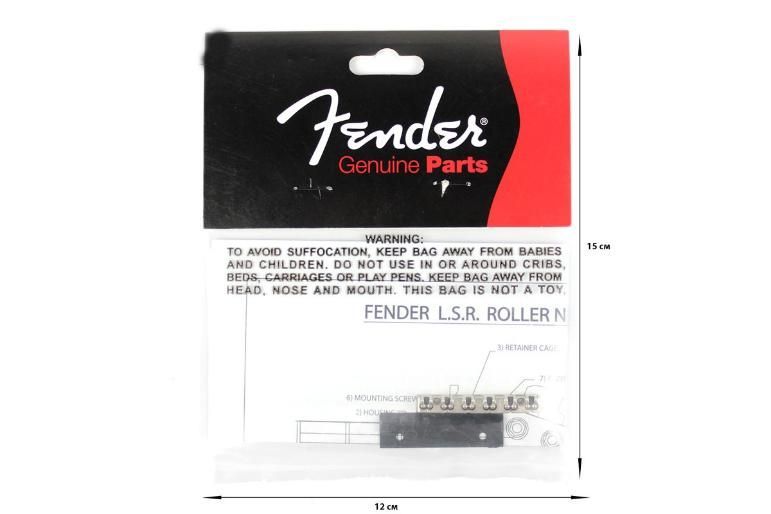 Fender®
Genuine Parts
WARNING:
TO AVOID SUFFOCATION, KEEP BAG AWAY FROM BABIES
AND CHILDREN. DO NOT USE IN OR AROUND CRIBS,
BEDS, CARRIAGES OR PLAY PENS. KEEP BAG AWAY FROM
HEAD, NOSE AND MOUTH. THIS BAG IS NOT A TOY.
FENDER L.S.R. ROLLER N
3) RETAINER CAGE
7)
6) MOUNTING SCREW
2)
15 см
12 см